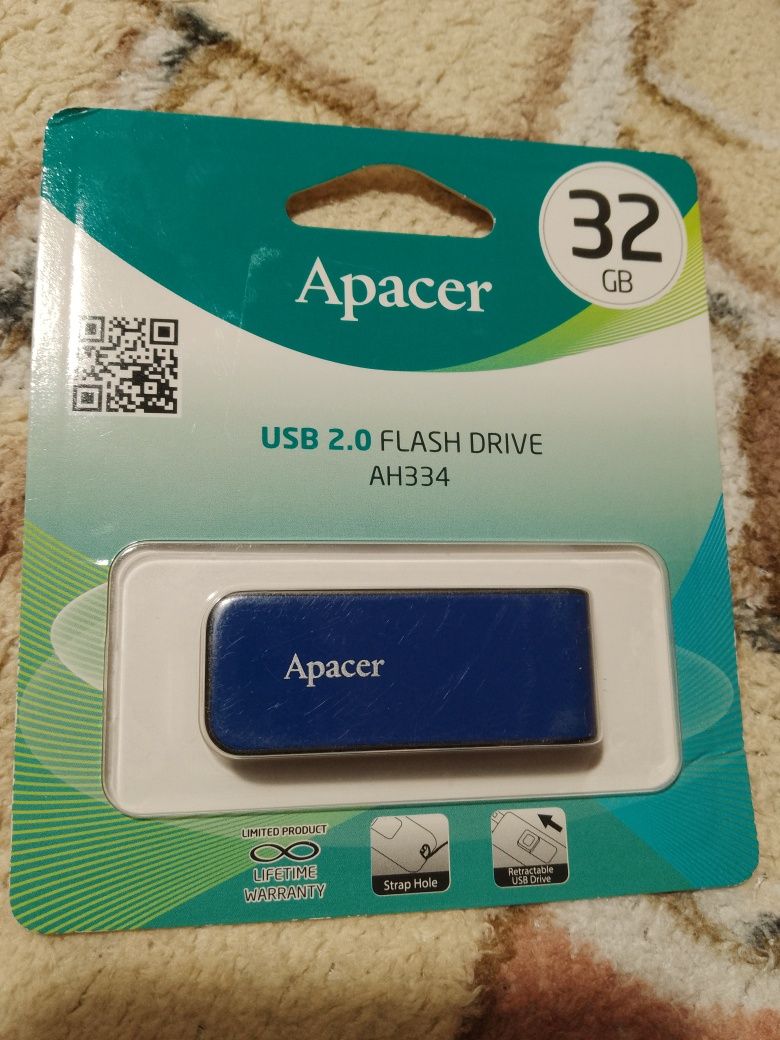 32
GB
Apacer
USB 2.0 FLASH DRIVE
AH334
Apacer
LIMITED PRODUCT
LIFETIME
WARRANTY
Strap Hole
Retractable
USB Drive